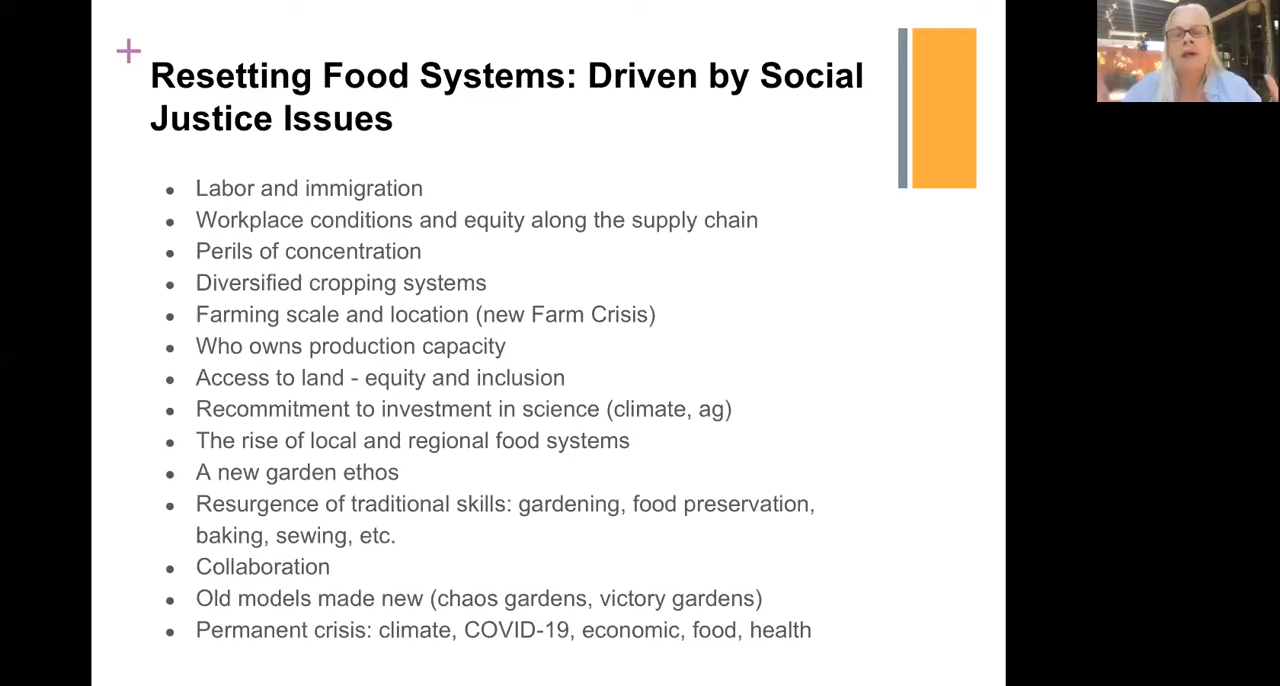 +
Resetting Food Systems: Driven by Social
Justice Issues
● Labor and immigration
● Workplace conditions and equity along the supply chain
● Perils of concentration
● Diversified cropping systems
● Farming scale and location (new Farm Crisis)
● Who owns production capacity
● Access to land - equity and inclusion
● Recommitment to investment in science (climate, ag)
● The rise of local and regional food systems
● A new garden ethos
● Resurgence of traditional skills: gardening, food preservation,
baking, sewing, etc.
● Collaboration
● Old models made new (chaos gardens, victory gardens)
● Permanent crisis: climate, COVID-19, economic, food, health